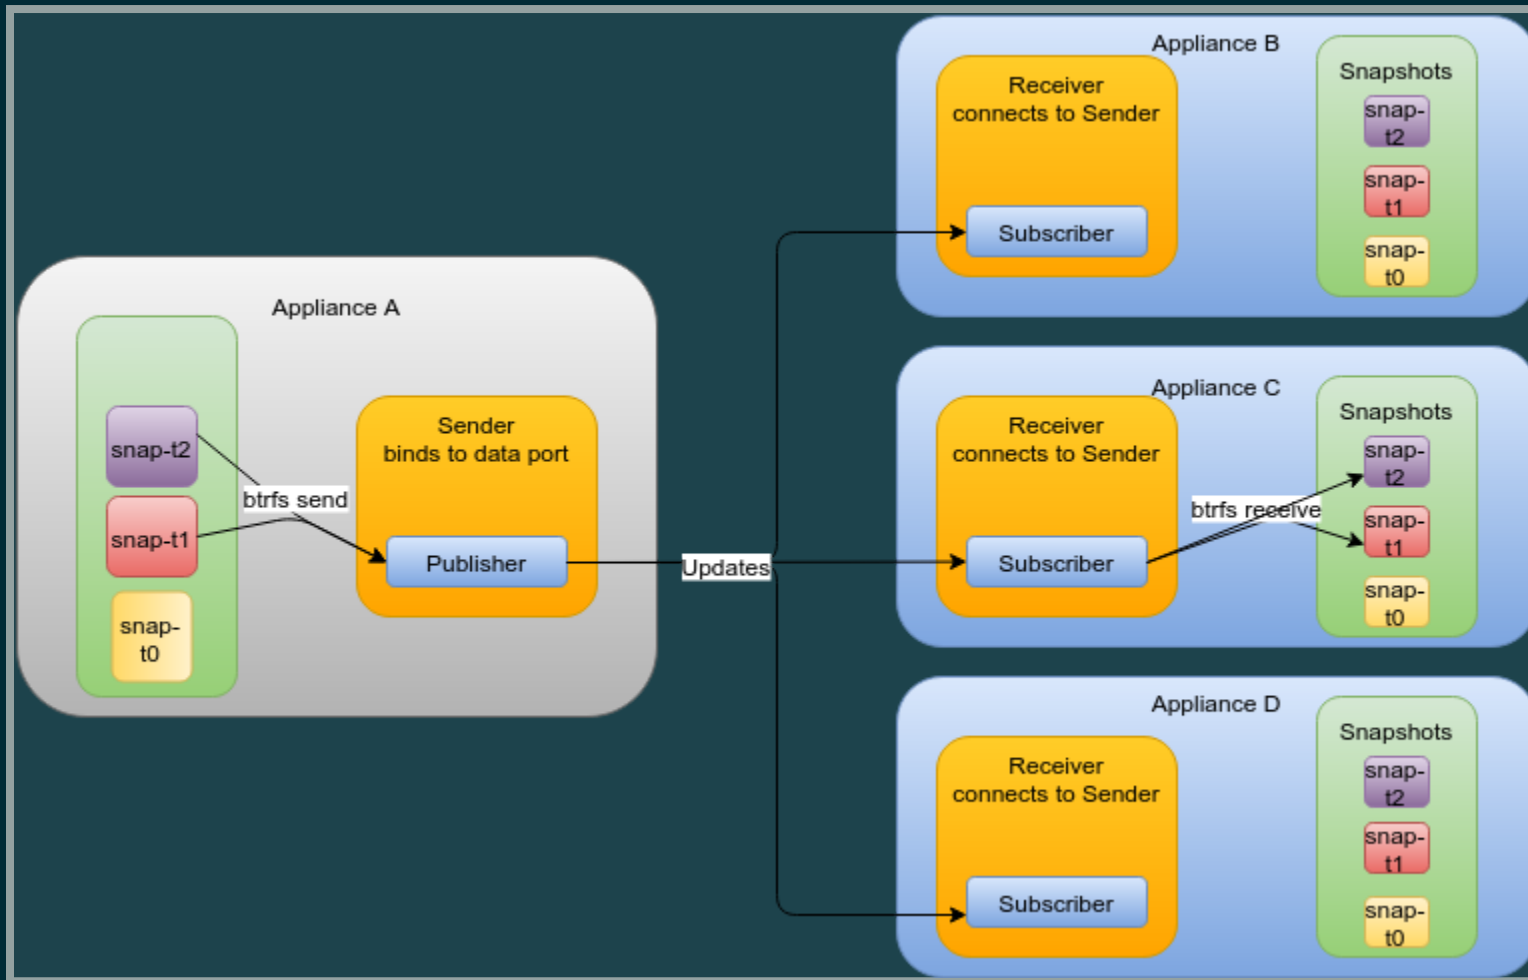 Appliance A
snap-t2
snap-t1
snap-
t0
btrfs send
Sender
binds to data port
Publisher
Updates
Appliance B
Receiver
connects to Sender
Subscriber
Snapshots
snap-
t2
snap-
t1
snap-
t0
Appliance C
Receiver
connects to Sender
Subscriber
btrfs receive
Snapshots
snap-
t2
snap-
t1
snap-
t0
Appliance D
Receiver
connects to Sender
Subscriber
Snapshots
snap-
t2
snap-
t1
snap-
t0